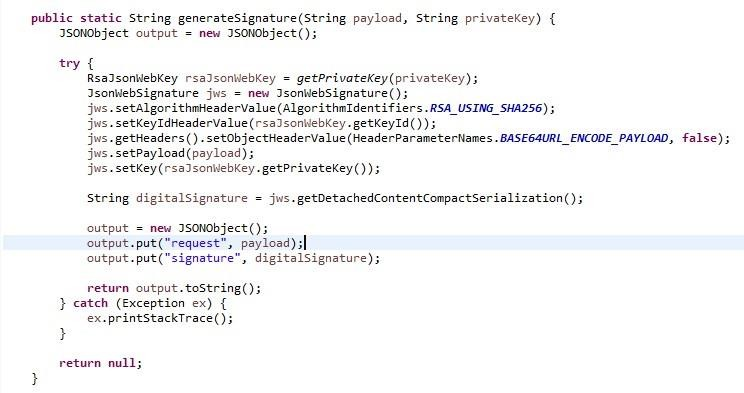 public static String generateSignature(String payload, String privateKey) {
    JSONObject output = new JSONObject();

    try {
        RsaJsonWebKey rsaJsonWebKey = getPrivateKey(privateKey);
        JsonWebSignature jws = new JsonWebSignature();
        jws.setAlgorithmHeaderValue(AlgorithmIdentifiers.RSA_USING_SHA256);
        jws.setKeyIdHeaderValue(rsaJsonWebKey.getKeyId());
        jws.getHeaders().setObjectHeaderValue(HeaderParameterNames.BASE64URL_ENCODE_PAYLOAD, false);
        jws.setPayload(payload);
        jws.setKey(rsaJsonWebKey.getPrivateKey());

        String digitalSignature = jws.getDetachedContentCompactSerialization();

        output = new JSONObject();
        output.put("request", payload);
        output.put("signature", digitalSignature);

        return output.toString();
    } catch (Exception ex) {
        ex.printStackTrace();
    }

    return null;
}